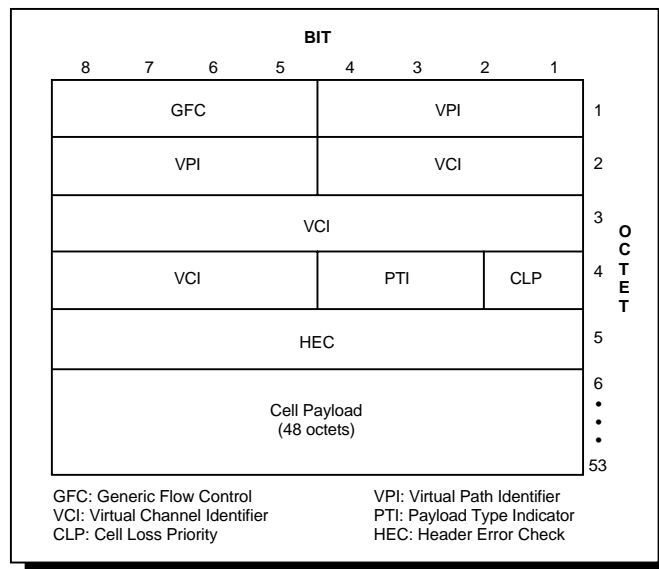 BIT
8 7 6 5 4 3 2 1
GFC VPI 1
VPI VCI 2
VCI 3
VCI PTI CLP 4
HEC 5
Cell Payload 6
(48 octets)
•
•
•
53
OCTET
GFC: Generic Flow Control VPI: Virtual Path Identifier
VCI: Virtual Channel Identifier PTI: Payload Type Indicator
CLP: Cell Loss Priority HEC: Header Error Check